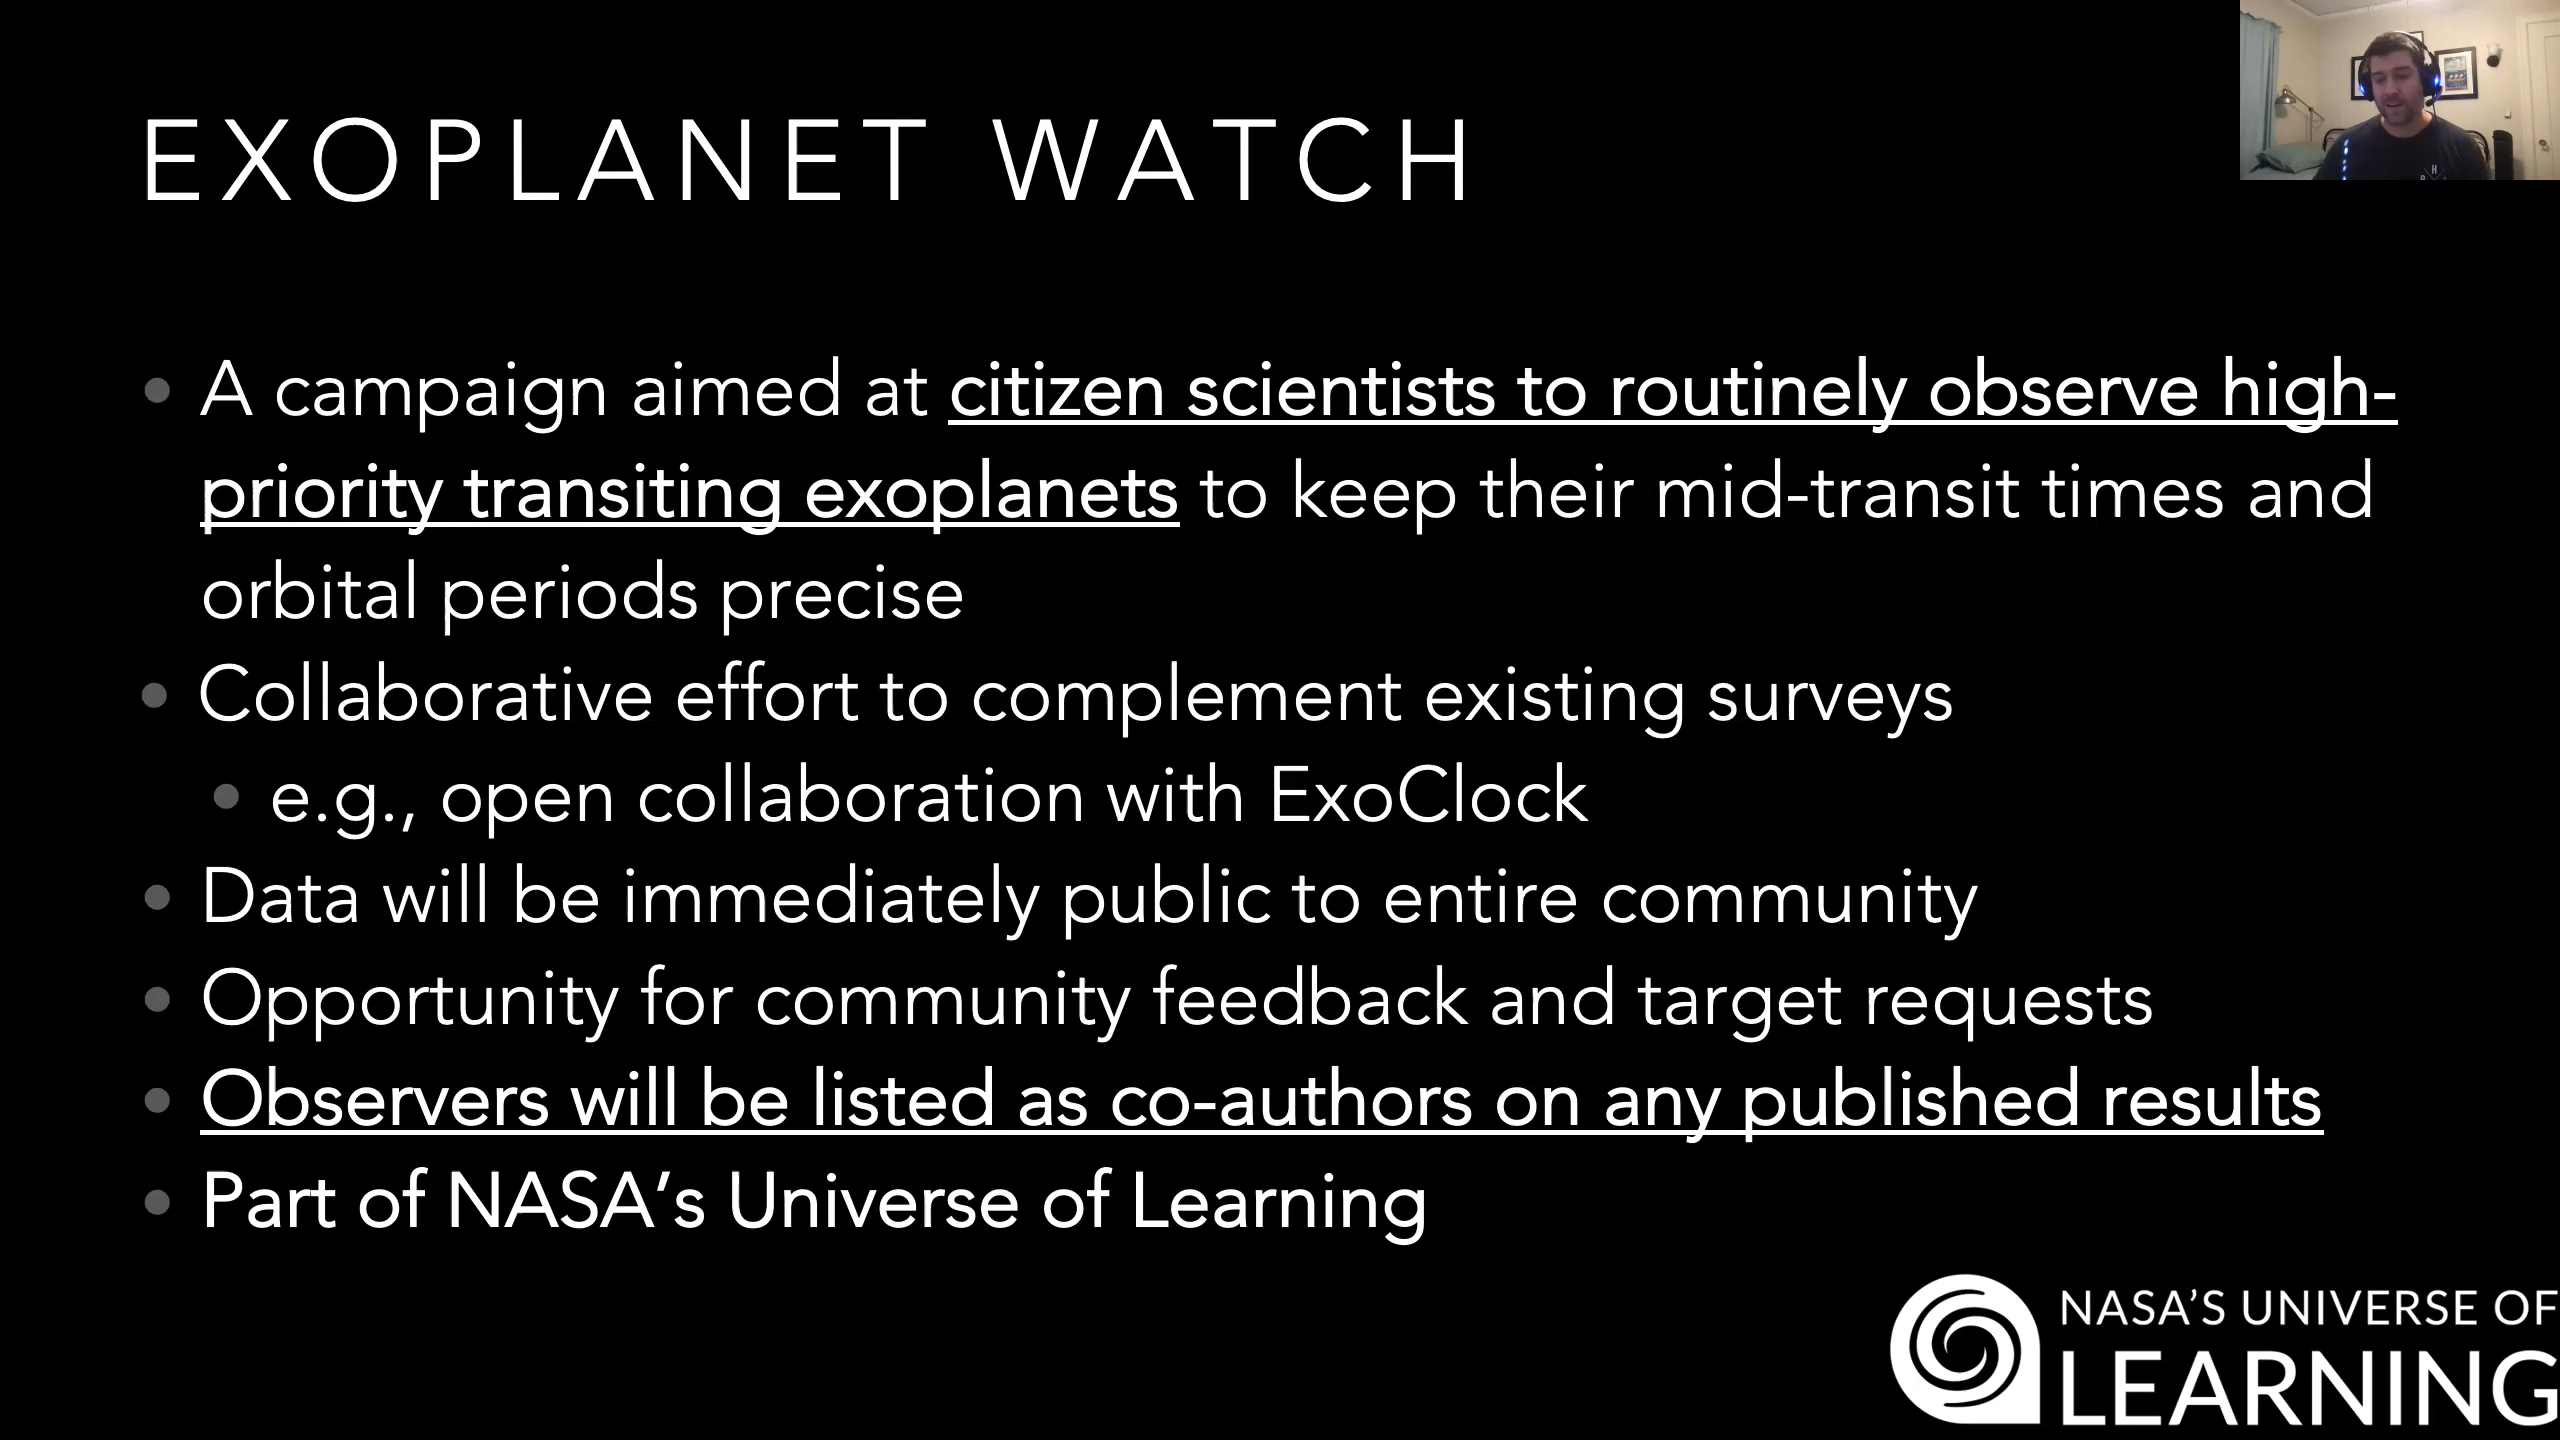 EXOPLANET WATCH
• A campaign aimed at citizen scientists to routinely observe high-
priority transiting exoplanets to keep their mid-transit times and
orbital periods precise
• Collaborative effort to complement existing surveys
• e.g., open collaboration with ExoClock
• Data will be immediately public to entire community
• Opportunity for community feedback and target requests
• Observers will be listed as co-authors on any published results
• Part of NASA’s Universe of Learning
NASA’S UNIVERSE OF
LEARNING